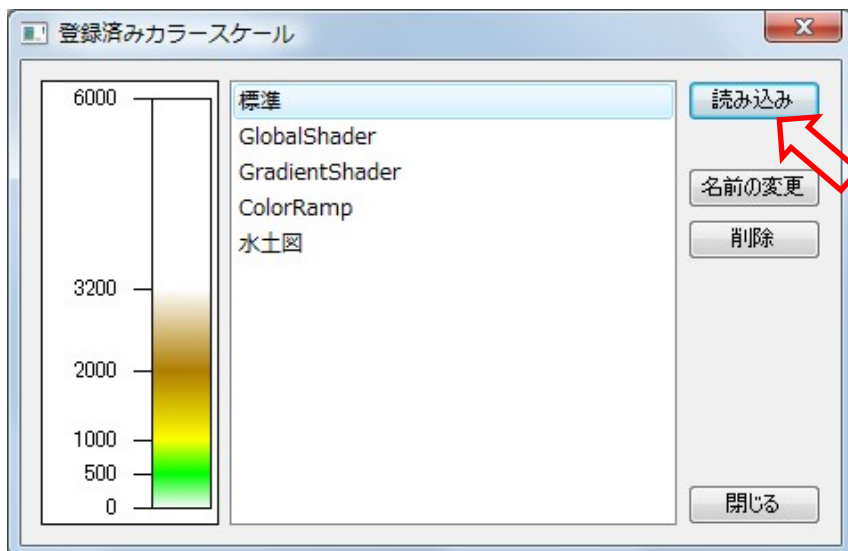 登録済みカラースケール
6000
3200
2000
1000
500
0
標準
GlobalShader
GradientShader
ColorRamp
水土図
読み込み
名前の変更
削除
閉じる